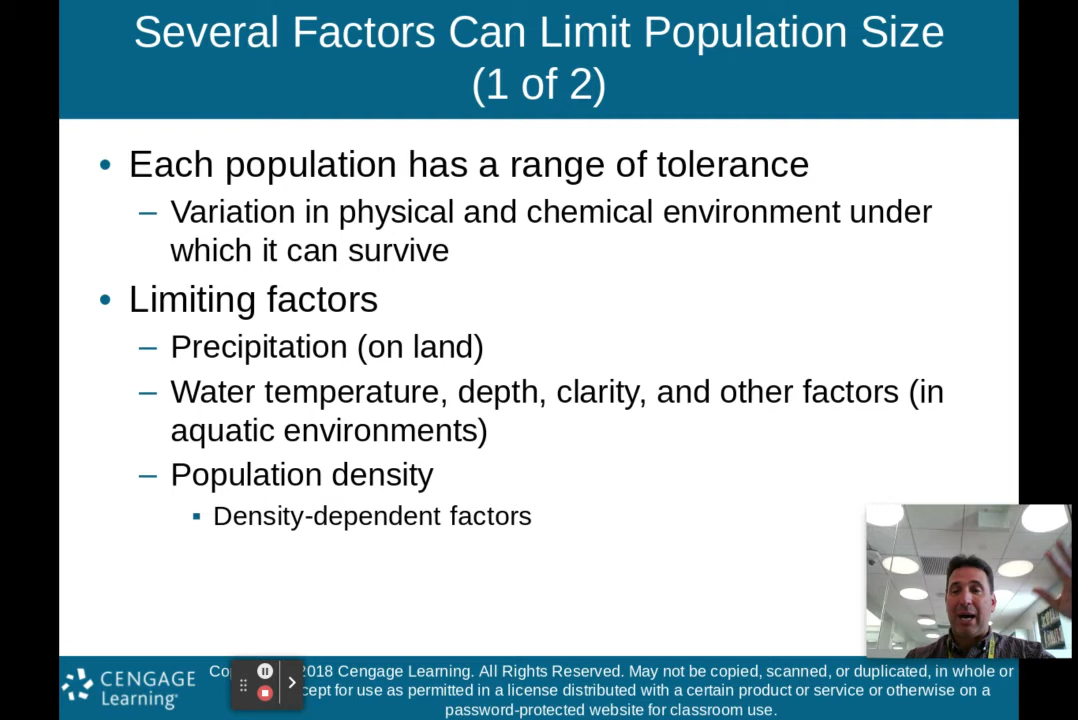 Several Factors Can Limit Population Size
(1 of 2)
• Each population has a range of tolerance
– Variation in physical and chemical environment under
which it can survive
• Limiting factors
– Precipitation (on land)
– Water temperature, depth, clarity, and other factors (in
aquatic environments)
– Population density
▪ Density-dependent factors
CENGAGE
Learning
2018 Cengage Learning. All Rights Reserved. May not be copied, scanned, or duplicated, in whole or
for use as permitted in a license distributed with a certain product or service or otherwise on a
password-protected website for classroom use.